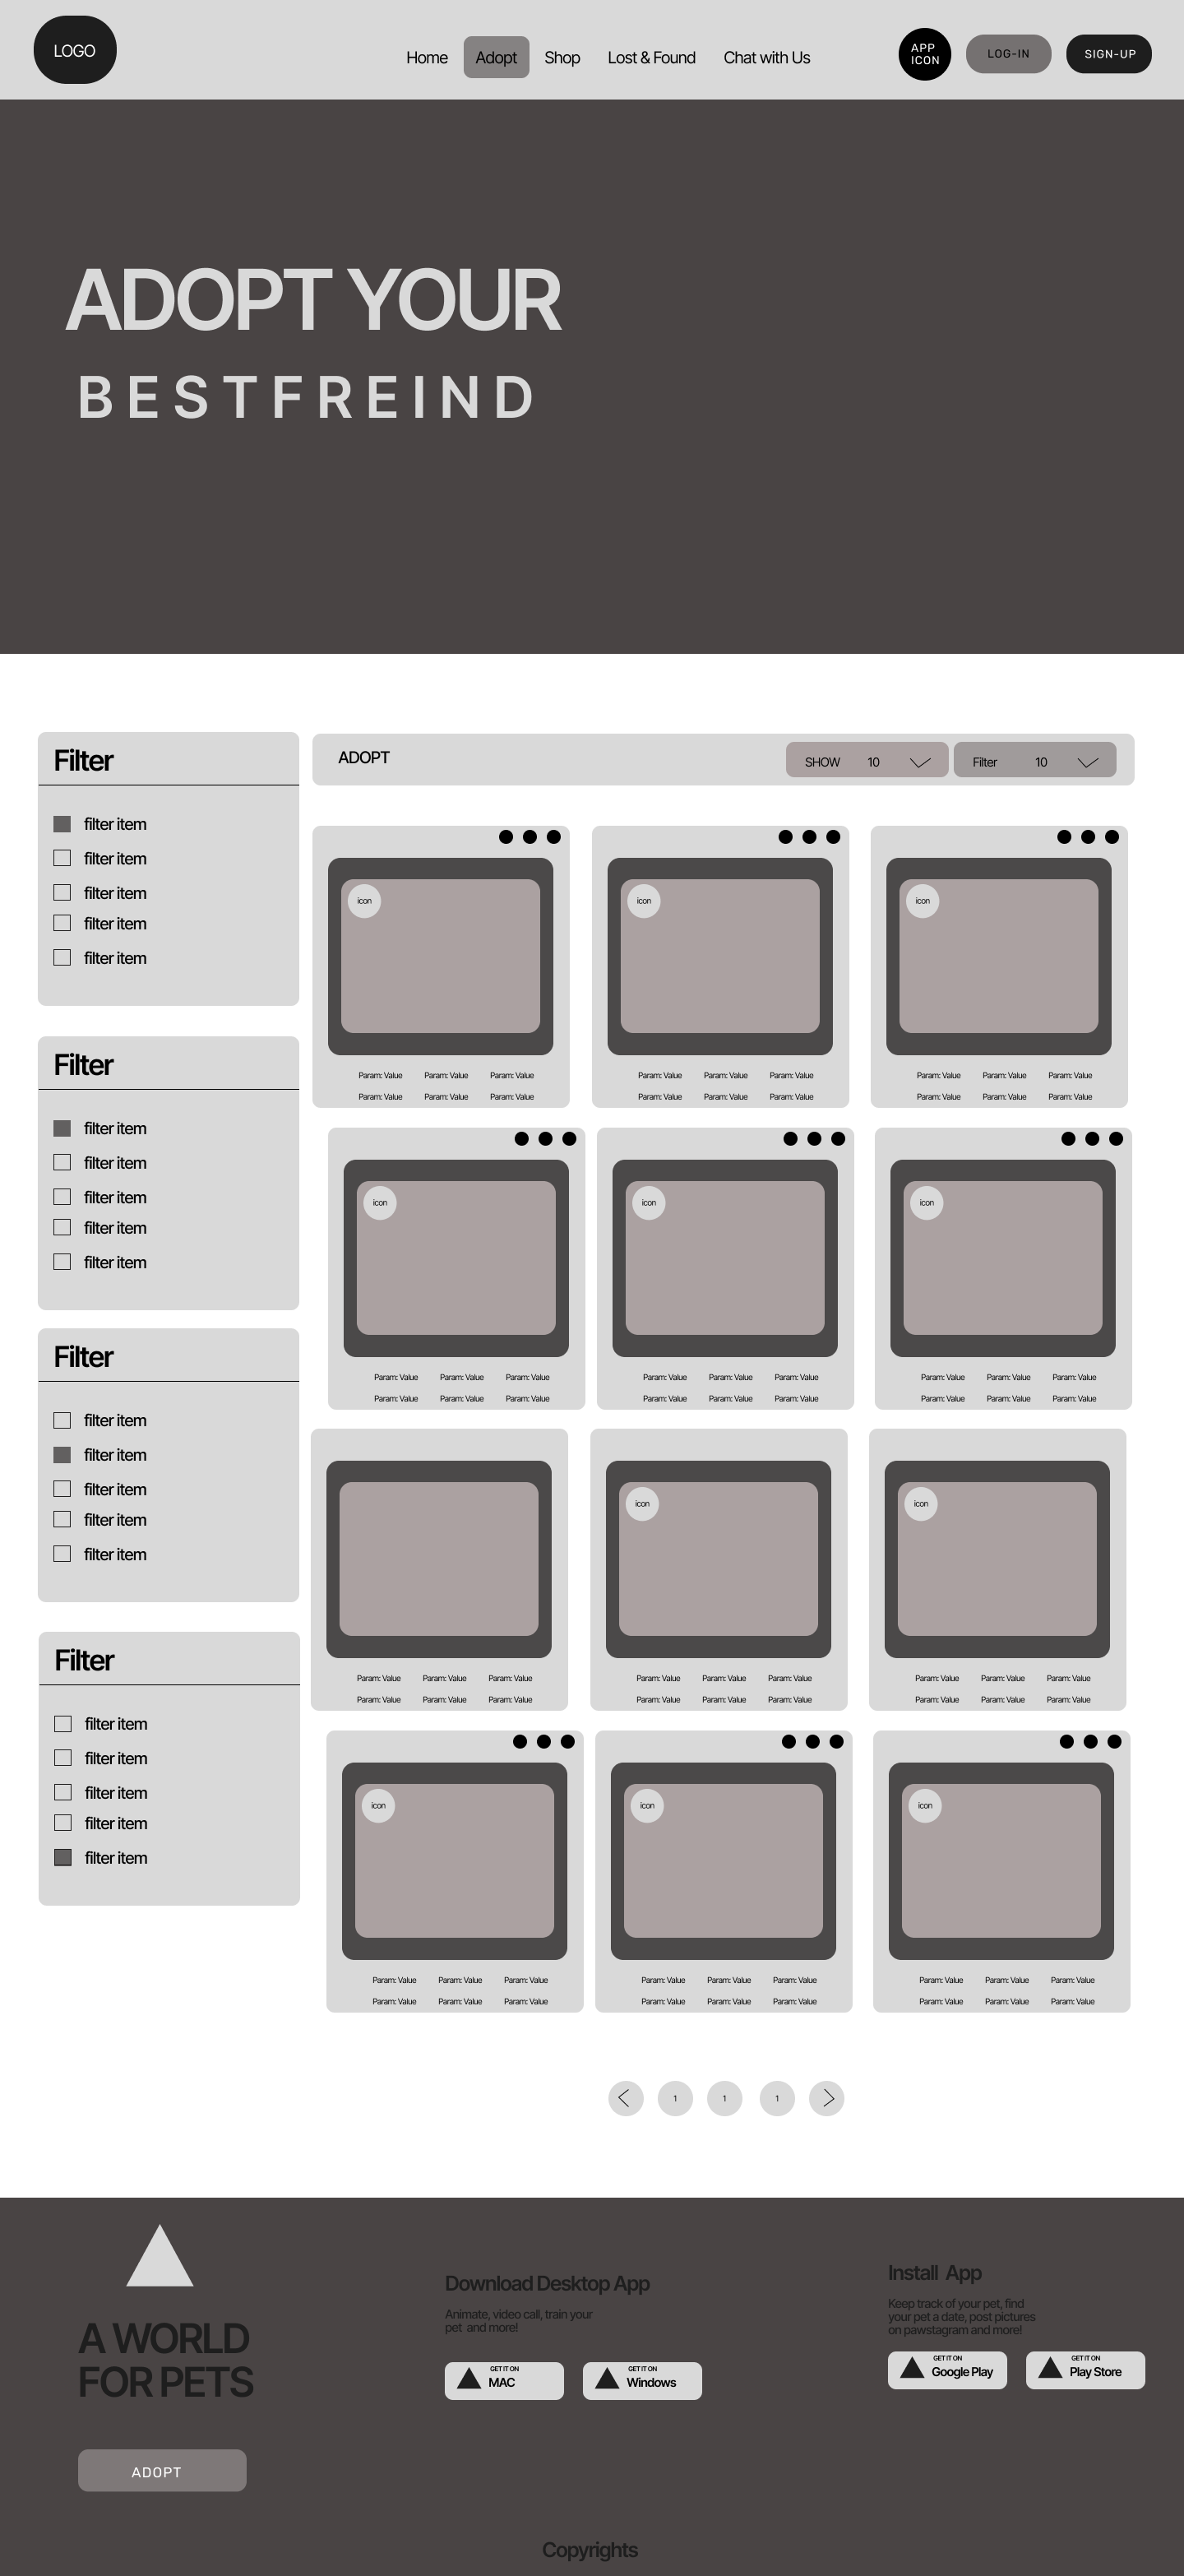 LOGO
Home Adopt Shop Lost & Found Chat with Us
APP
ICON
LOG-IN
SIGN-UP
ADOPT YOUR
BESTFREIND
Filter
filter item
filter item
filter item
filter item
filter item
Filter
filter item
filter item
filter item
filter item
filter item
Filter
filter item
filter item
filter item
filter item
filter item
Filter
filter item
filter item
filter item
filter item
filter item
ADOPT
SHOW 10
Filter 10
icon
Param: Value Param: Value Param: Value
Param: Value Param: Value Param: Value
icon
Param: Value Param: Value Param: Value
Param: Value Param: Value Param: Value
icon
Param: Value Param: Value Param: Value
Param: Value Param: Value Param: Value
icon
Param: Value Param: Value Param: Value
Param: Value Param: Value Param: Value
icon
Param: Value Param: Value Param: Value
Param: Value Param: Value Param: Value
icon
Param: Value Param: Value Param: Value
Param: Value Param: Value Param: Value
Param: Value Param: Value Param: Value
Param: Value Param: Value Param: Value
icon
Param: Value Param: Value Param: Value
Param: Value Param: Value Param: Value
icon
Param: Value Param: Value Param: Value
Param: Value Param: Value Param: Value
icon
Param: Value Param: Value Param: Value
Param: Value Param: Value Param: Value
icon
Param: Value Param: Value Param: Value
Param: Value Param: Value Param: Value
icon
Param: Value Param: Value Param: Value
Param: Value Param: Value Param: Value
1 1 1
A WORLD
FOR PETS
ADOPT
Download Desktop App
Animate, video call, train your
pet and more!
GET IT ON
MAC
GET IT ON
Windows
Install App
Keep track of your pet, find
your pet a date, post pictures
on pawstagram and more!
GET IT ON
Google Play
GET IT ON
Play Store
Copyrights